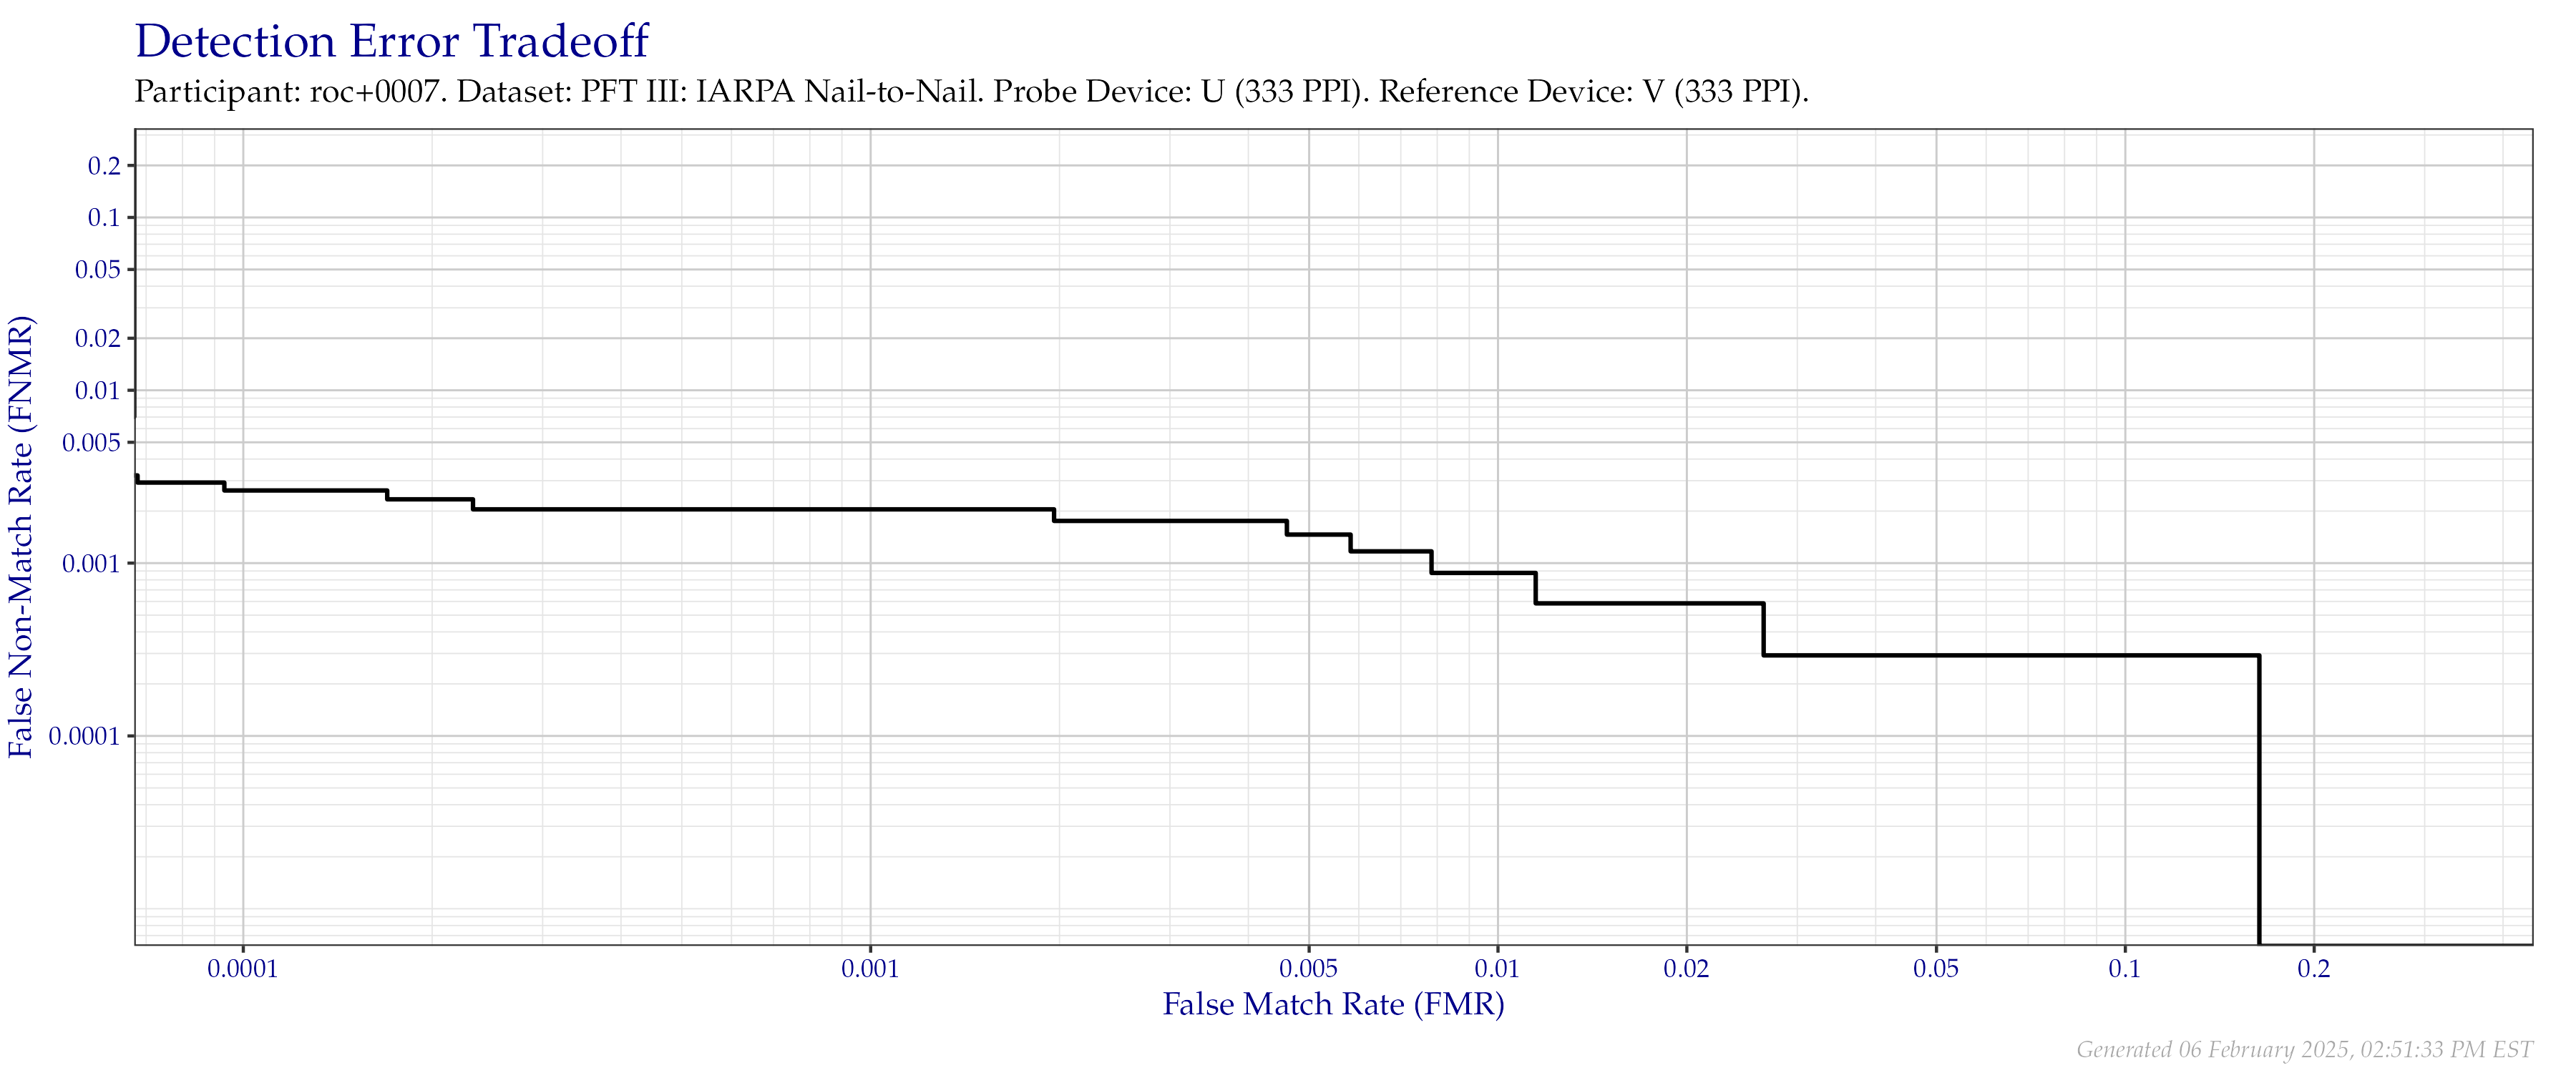 Detection Error Tradeoff
Participant: roc+0007. Dataset: PFT III: IARPA Nail-to-Nail. Probe Device: U (333 PPI). Reference Device: V (333 PPI).
False Non-Match Rate (FNMR)
0.2
0.1
0.05
0.02
0.01
0.005
0.001
0.0001
0.0001 0.001 0.005 0.01 0.02 0.05 0.1 0.2
False Match Rate (FMR)
Generated 06 February 2025, 02:51:33 PM EST